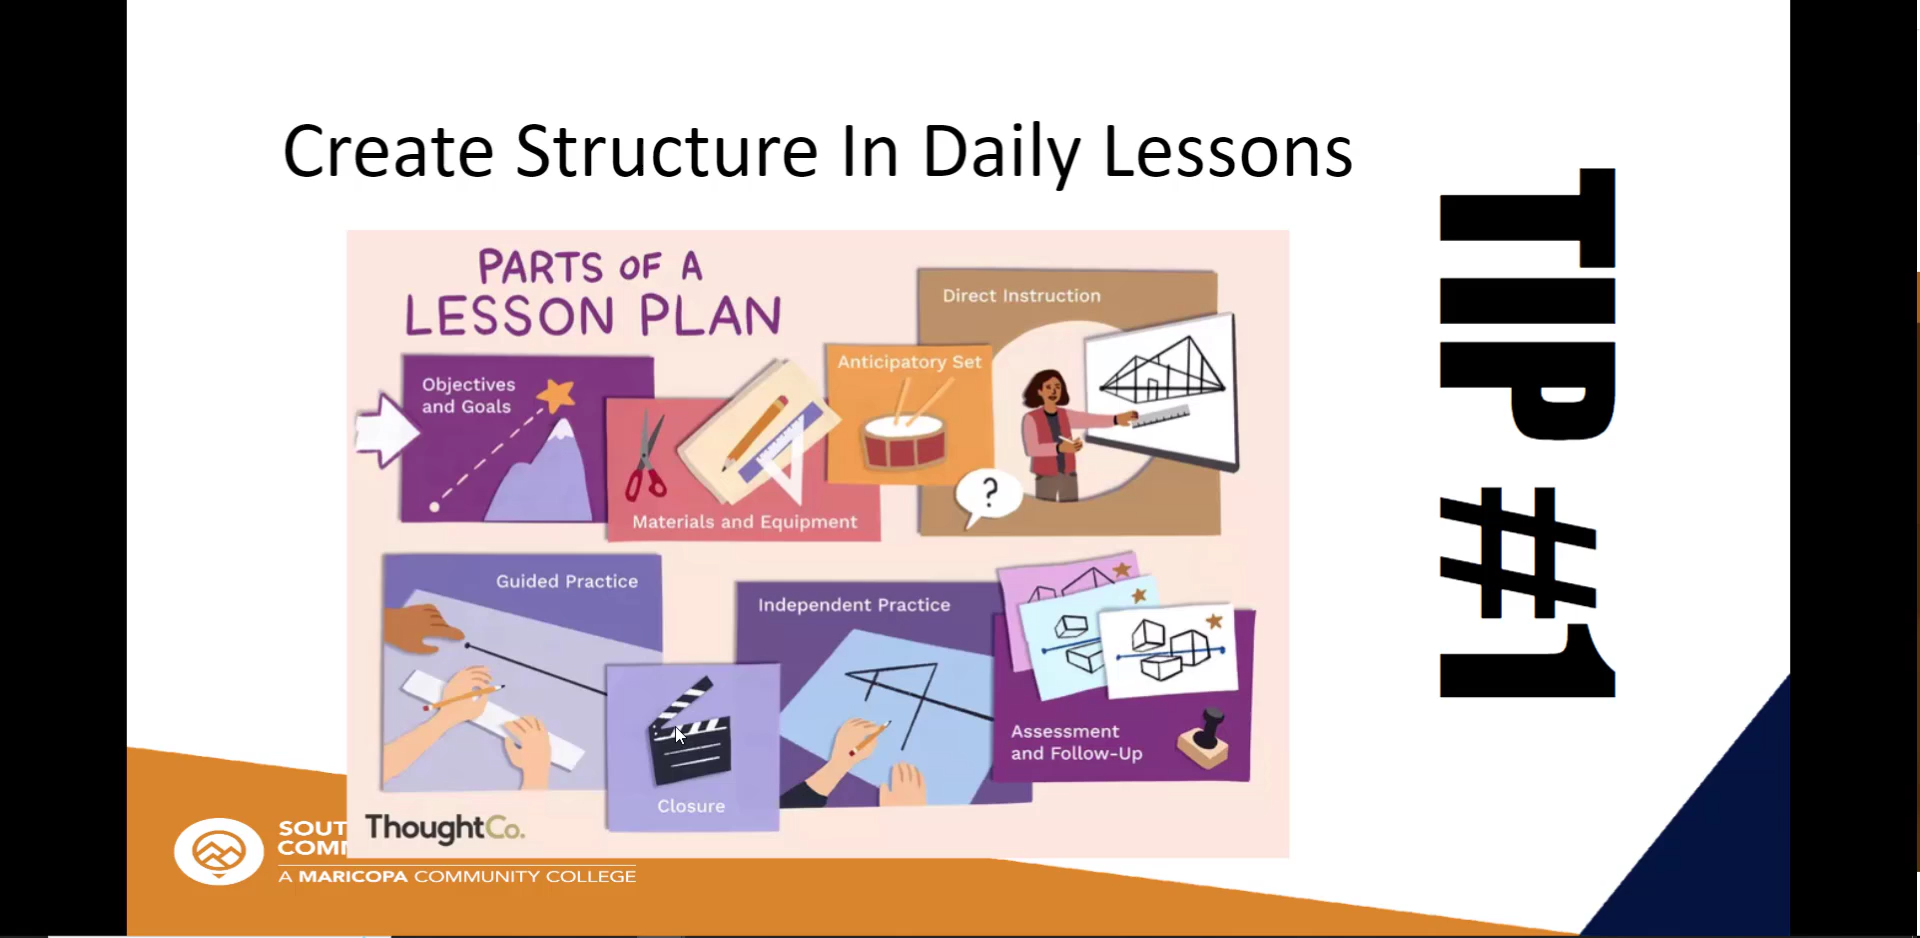 Create Structure In Daily Lessons
TIP #1
PARTS OF A
LESSON PLAN
Objectives
and Goals
Materials and Equipment
Anticipatory Set
Direct Instruction
?
Guided Practice
Closure
Independent Practice
Assessment
and Follow-Up
ThoughtCo.
SOUT
COM
A MARICOPA COMMUNITY COLLEGE